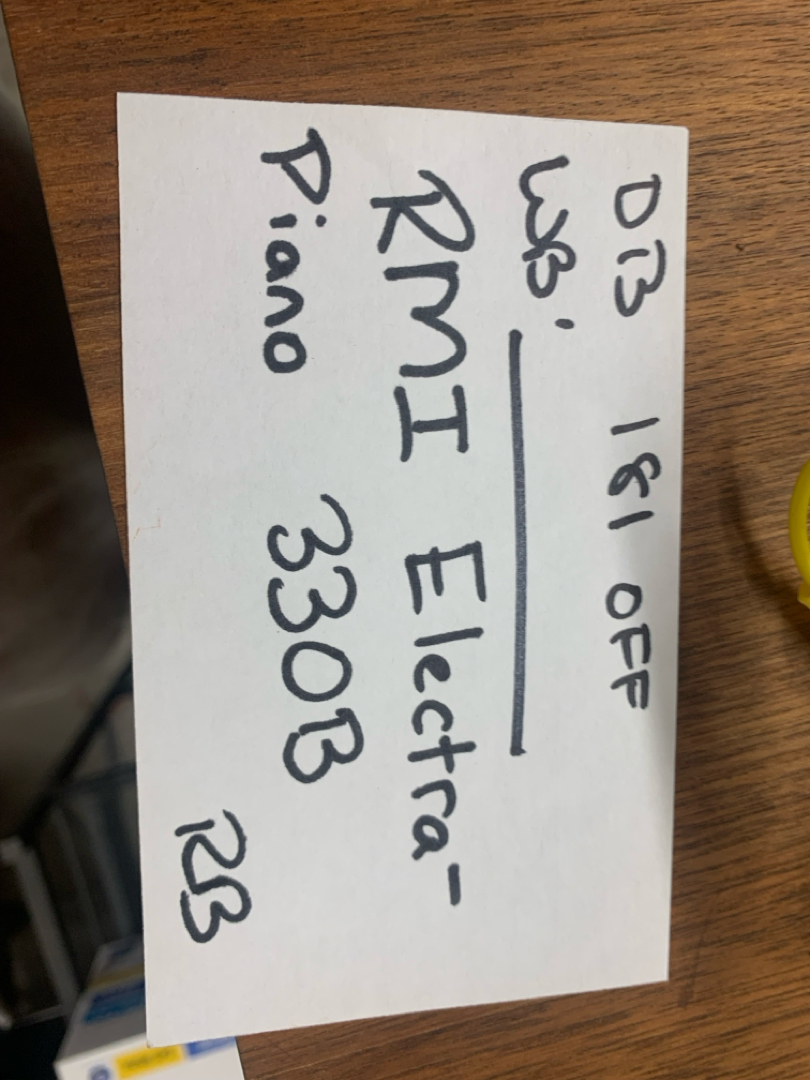 DB 181 OFF
WB:
RMI Electra-
Piano 330B
RB